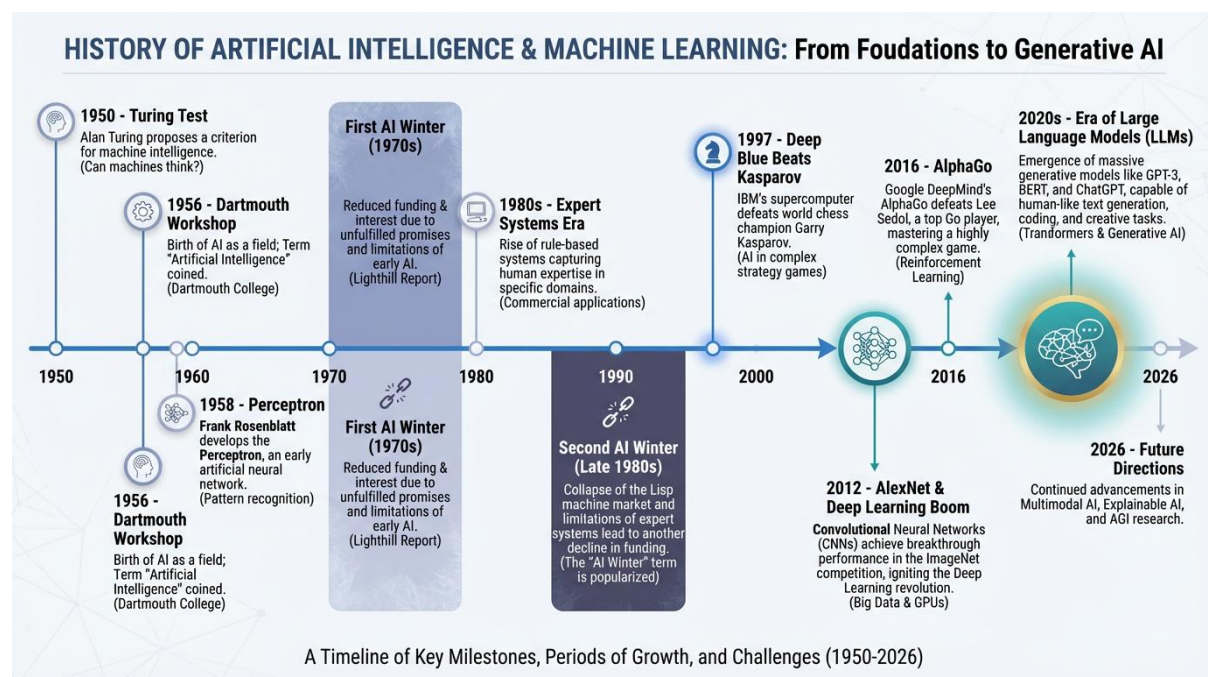 HISTORY OF ARTIFICIAL INTELLIGENCE & MACHINE LEARNING: From Foudations to Generative AI
1950 - Turing Test
Alan Turing proposes a criterion
for machine intelligence.
(Can machines think?)
1956 - Dartmouth
Workshop
Birth of AI as a field; Term
"Artificial Intelligence"
coined.
(Dartmouth College)
First AI Winter
(1970s)
Reduced funding &
interest due to
unfulfilled promises
and limitations of
early AI.
(Lighthill Report)
1980s - Expert
Systems Era
Rise of rule-based
systems capturing
human expertise in
specific domains.
(Commercial applications)
1997 - Deep
Blue Beats
Kasparov
IBM's supercomputer
defeats world chess
champion Garry
Kasparov.
(AI in complex
strategy games)
2016 - AlphaGo
Google DeepMind's
AlphaGo defeats Lee
Sedol, a top Go player,
mastering a highly
complex game.
(Reinforcement
Learning)
2020s - Era of Large
Language Models (LLMs)
Emergence of massive
generative models like GPT-3,
BERT, and ChatGPT, capable of
human-like text generation,
coding, and creative tasks.
(Tranformers & Generative AI)
1950
1960
1970
1980
1990
2000
2016
2026
1956 -
Dartmouth
Workshop
Birth of AI as a field;
Term "Artificial
Intelligence" coined.
(Dartmouth College)
1958 - Perceptron
Frank Rosenblatt
develops the
Perceptron, an early
artificial neural
network.
(Pattern recognition)
First AI Winter
(1970s)
Reduced funding &
interest due to
unfulfilled promises
and limitations of
early AI.
(Lighthill Report)
Second AI Winter
(Late 1980s)
Collapse of the Lisp
machine market and
limitations of expert
systems lead to another
decline in funding.
(The "AI Winter" term
is popularized)
2012 - AlexNet &
Deep Learning Boom
Convolutional Neural Networks
(CNNs) achieve breakthrough
performance in the ImageNet
competition, igniting the Deep
Learning revolution.
(Big Data & GPUs)
2026 - Future
Directions
Continued advancements in
Multimodal AI, Explainable AI,
and AGI research.
A Timeline of Key Milestones, Periods of Growth, and Challenges (1950-2026)